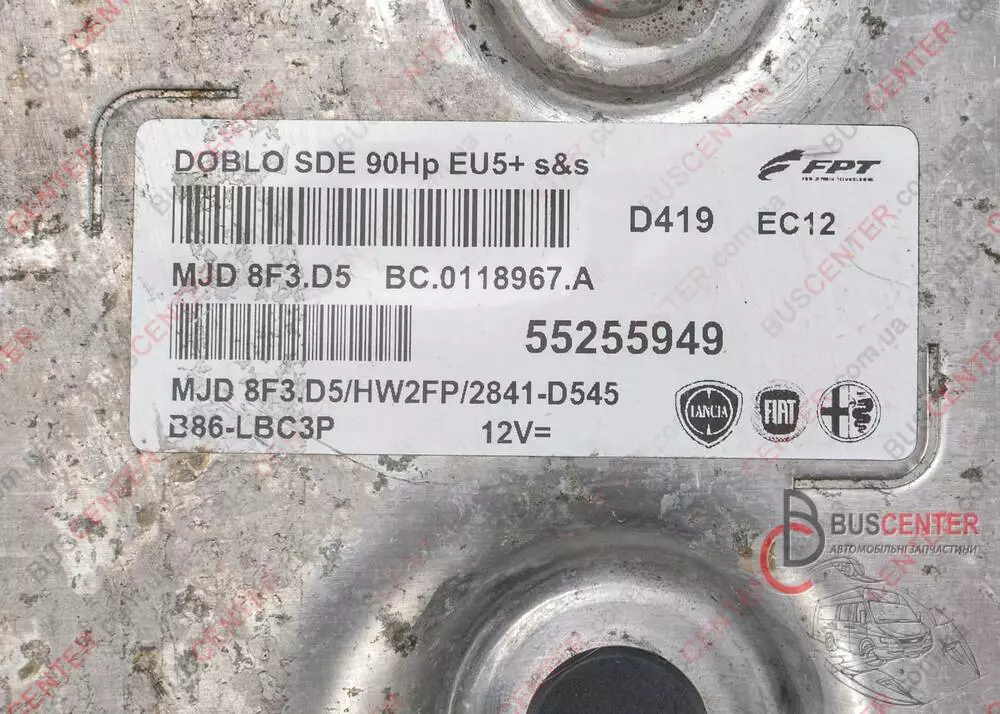 DOBLO SDE 90Hp EU5+ s&s
FPT
D419 EC12
MJD 8F3.D5 BC.0118967.A
55255949
MJD 8F3.D5/HW2FP/2841-D545
B86-LBC3P 12V=
LANCIA FIAT
BUSCENTER
АВТОМОБІЛЬНІ ЗАПЧАСТИНИ